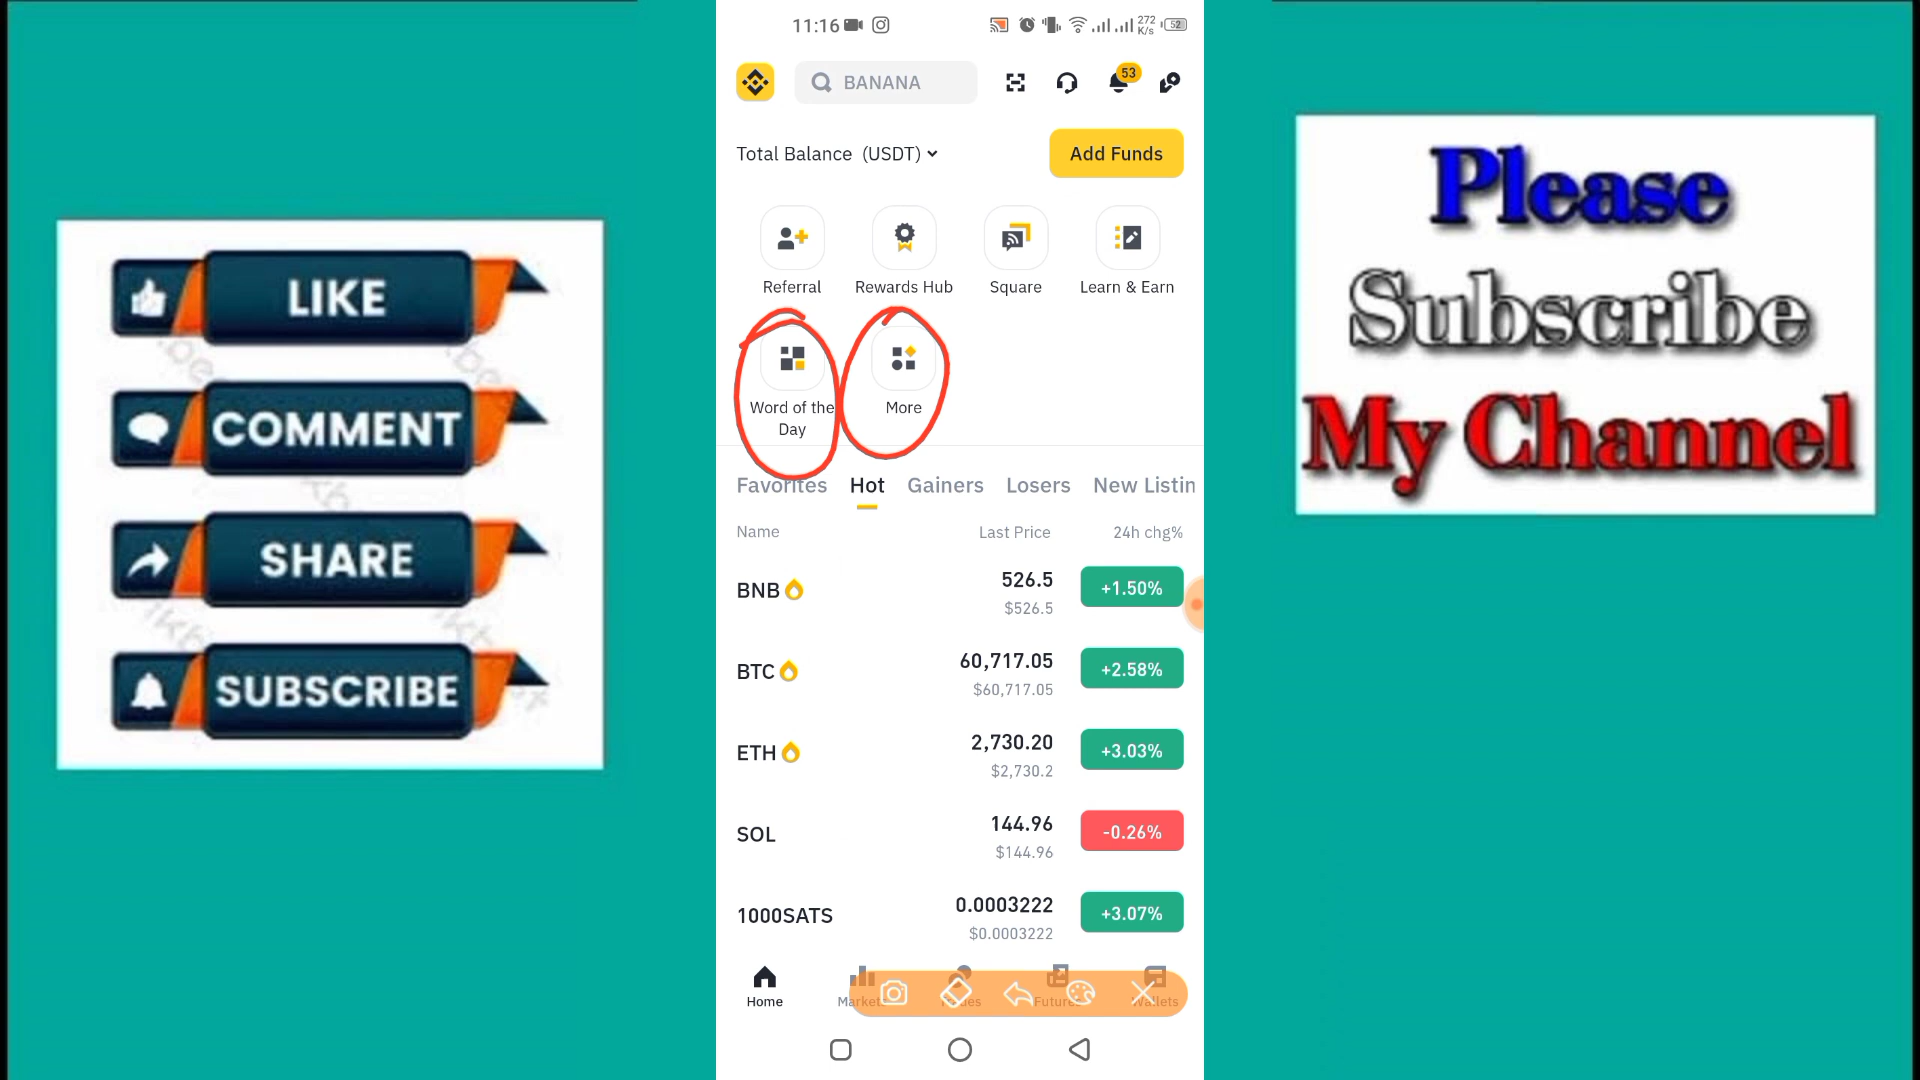 LIKE
COMMENT
SHARE
SUBSCRIBE
11:16
272
K/s
52
BANANA
53
Total Balance (USDT)
Add Funds
Referral
Rewards Hub
Square
Learn & Earn
Word of the
Day
More
Favorites Hot Gainers Losers New Listin
Name Last Price 24h chg%
BNB 526.5 +1.50%
$526.5
BTC 60,717.05 +2.58%
$60,717.05
ETH 2,730.20 +3.03%
$2,730.2
SOL 144.96 -0.26%
$144.96
1000SATS 0.0003222 +3.07%
$0.0003222
Home
Futures
Wallets
Please
Subscribe
My Channel